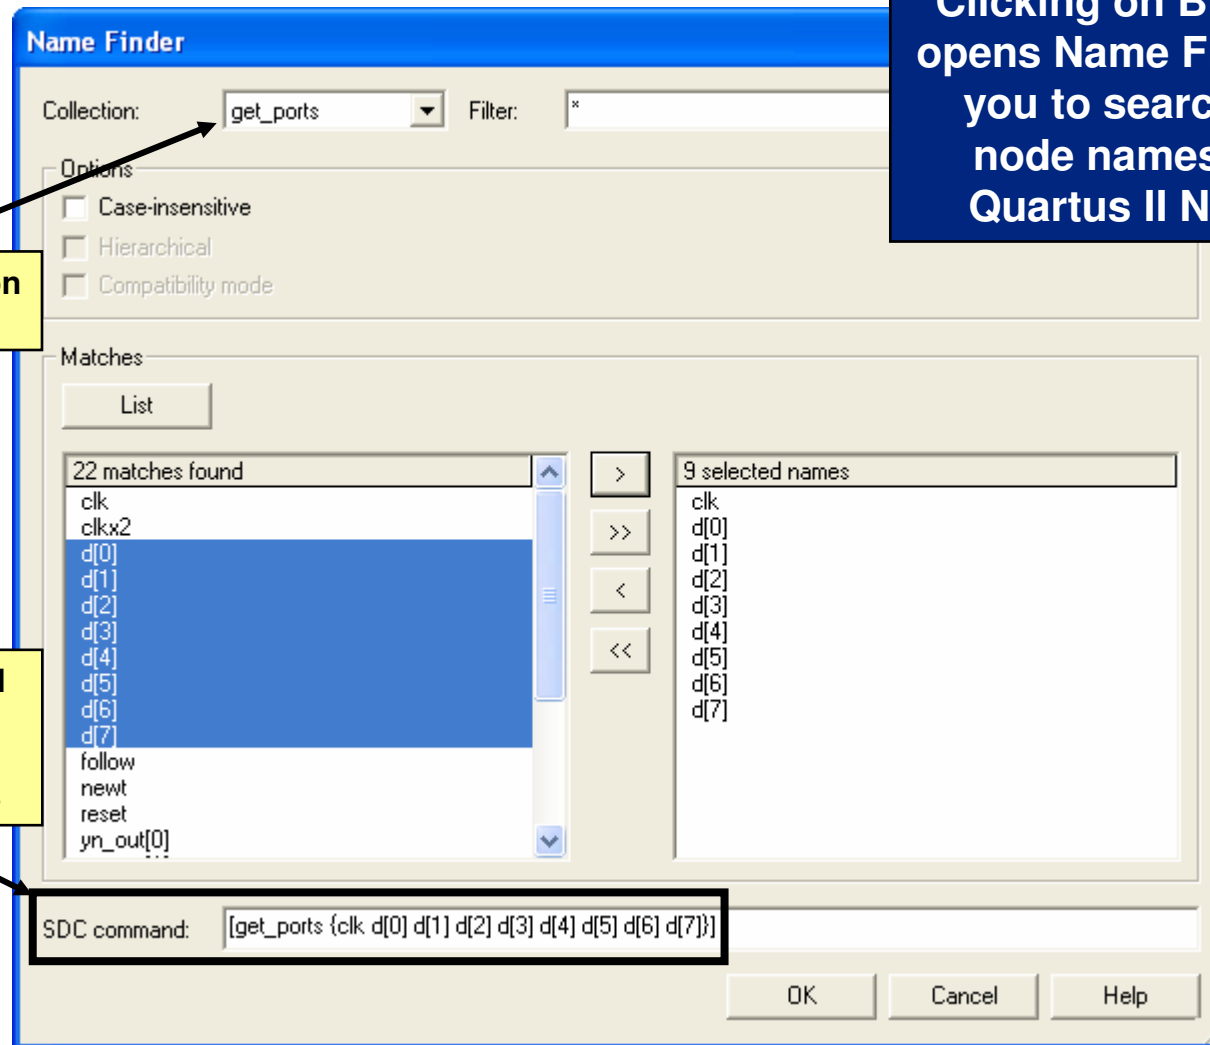 Clicking on B
opens Name F
you to searc
node names
Quartus II N
Name Finder
Collection: get_ports Filter: *
Options
Case-insensitive
Hierarchical
Compatibility mode
on
Matches
List
22 matches found
clk
clkx2
d[0]
d[1]
d[2]
d[3]
d[4]
d[5]
d[6]
d[7]
follow
newt
reset
yn_out[0]
>
>>
<
<<
9 selected names
clk
d[0]
d[1]
d[2]
d[3]
d[4]
d[5]
d[6]
d[7]
SDC command: [get_ports {clk d[0] d[1] d[2] d[3] d[4] d[5] d[6] d[7]}]
OK Cancel Help